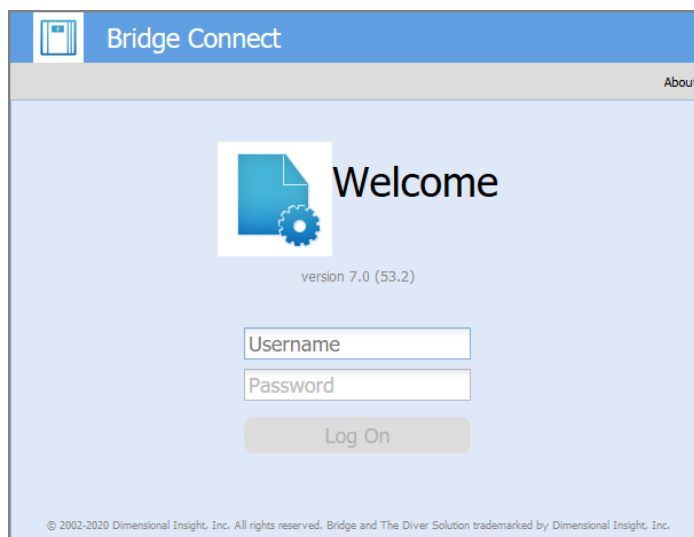 Bridge Connect
About
Welcome
version 7.0 (53.2)
Username
Password
Log On
© 2002-2020 Dimensional Insight, Inc. All rights reserved. Bridge and The Diver Solution trademarked by Dimensional Insight, Inc.